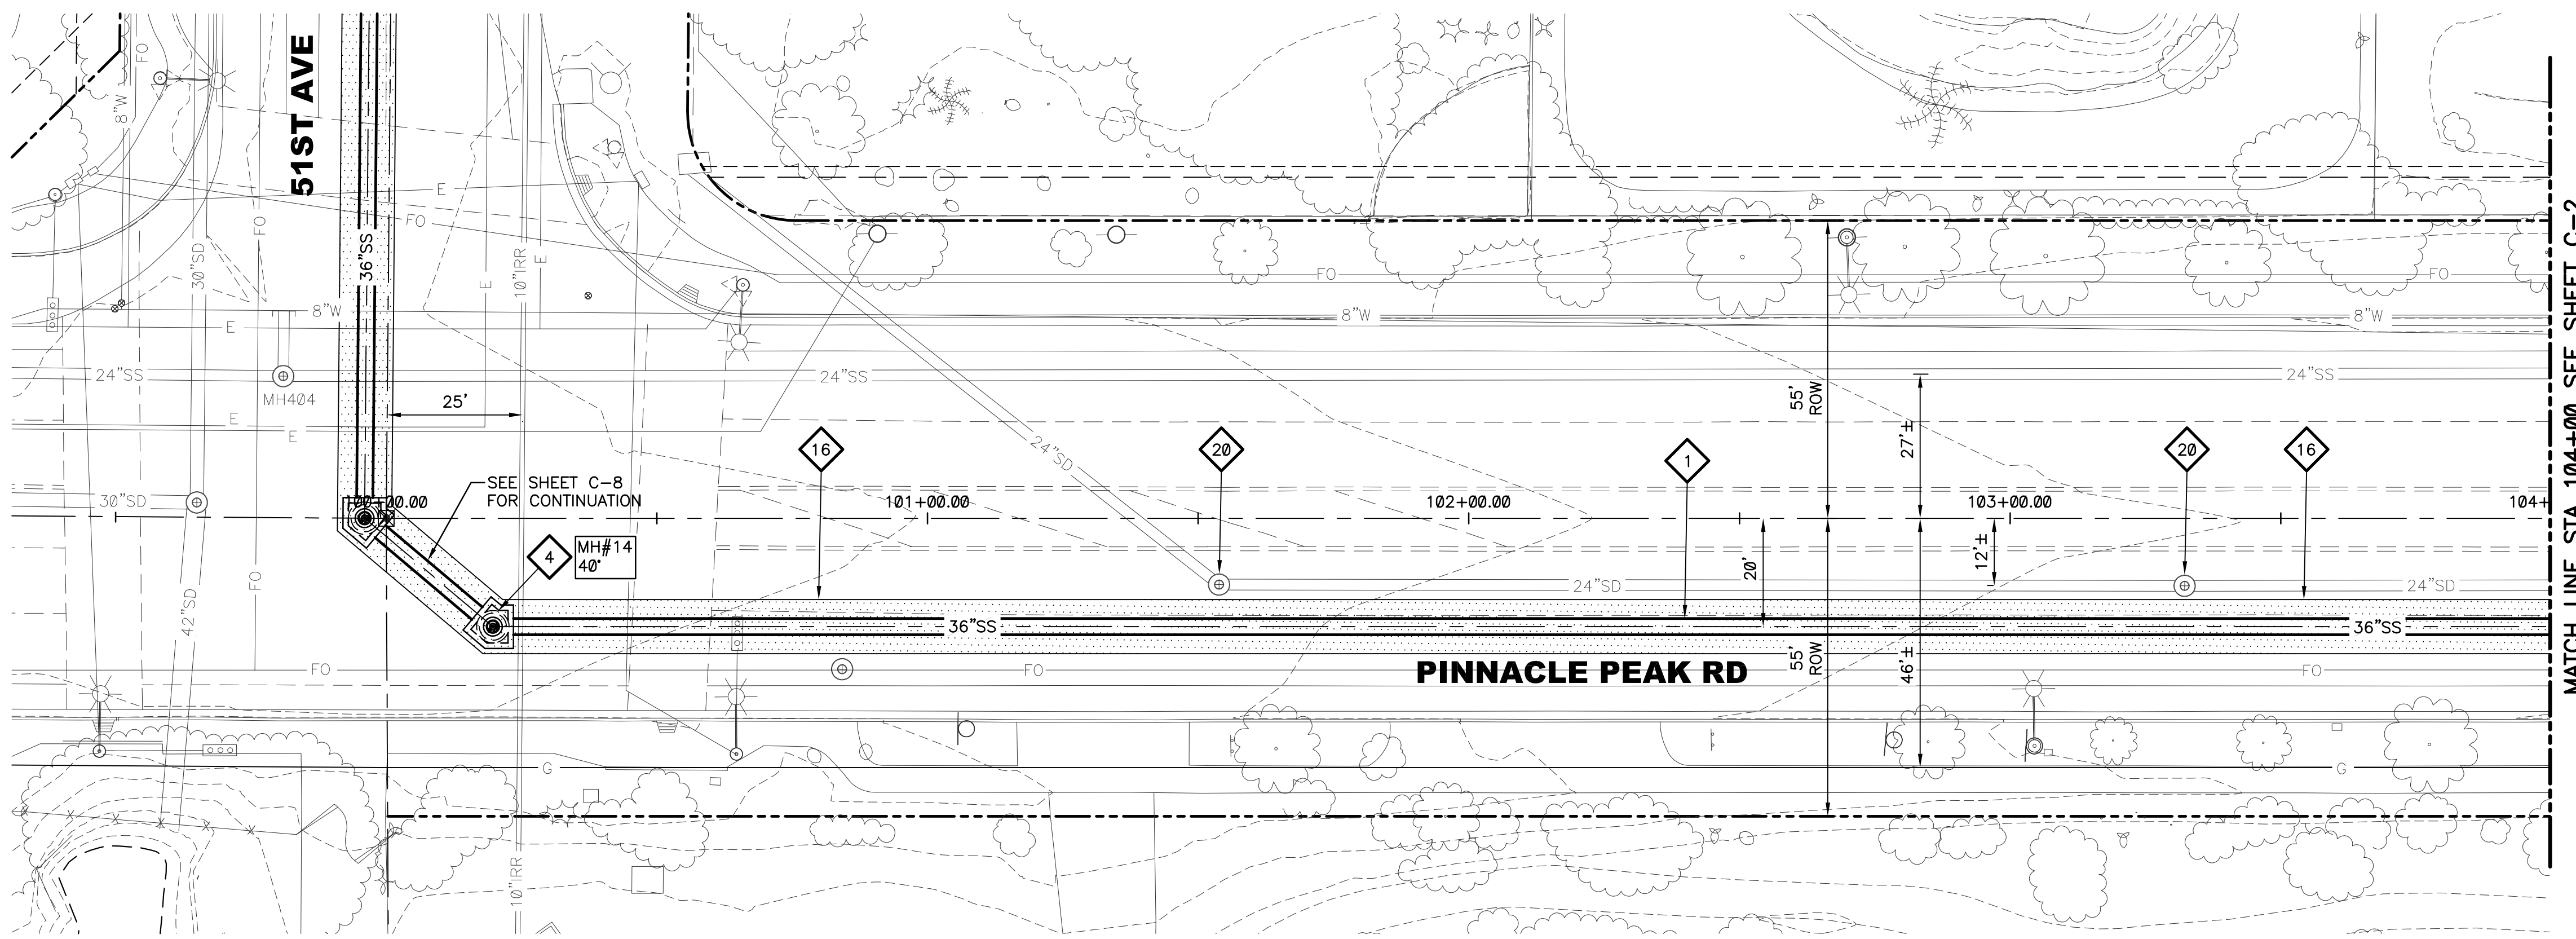 51ST AVE
FO
8"W
FO
E
FO
36"SS
30"SD
10"IRR
E
E
FO
FO
8"W
E
8"W
8"W
24"SS
MH404
24"SS
24"SS
25'
E
E
55'
ROW
27'±
24"SD
16
20
1
20
16
SEE SHEET C-8
FOR CONTINUATION
30"SD
100+00.00
101+00.00
102+00.00
103+00.00
104+
4
MH#14
40°
20'
12'±
24"SD
24"SD
FO
42"SD
36"SS
36"SS
FO
FO
PINNACLE PEAK RD
55'
ROW
46'±
FO
G
G
X X X X X X
10"IRR
MATCH LINE STA 104+00 SEE SHEET C-2